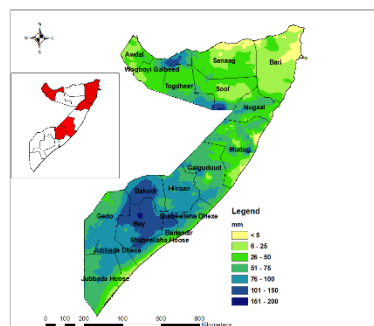 N
Awdal
Woqooyi Galbeed
Sanaag
Bari
Togdheer
Sool
Nugaal
Mudug
Galguduud
Hiiraan
Bakool
Gedo
Shabeellaha Dhexe
Bay
Banadir
Shabeellaha Hoose
Jubbada Dhexe
Jubbada Hoose
Legend
mm
< 5
6 - 25
26 - 50
51 - 75
76 - 100
101 - 150
151 - 200
0 100 200 400 600 800
Kilometers